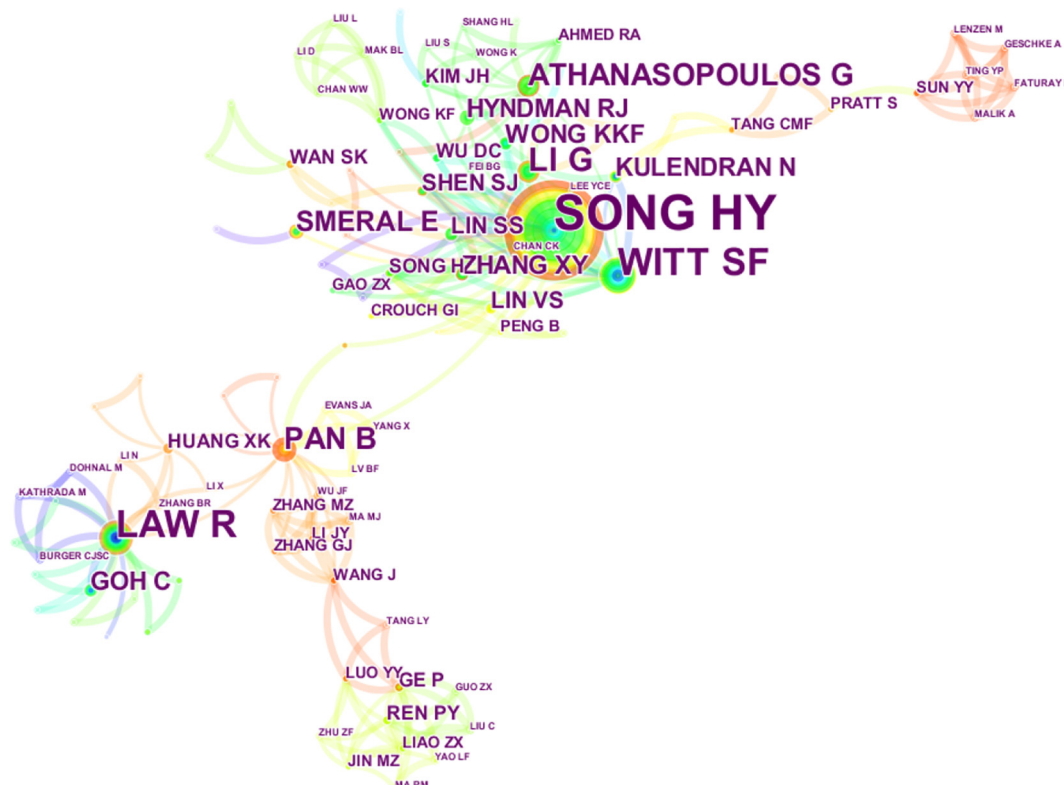 LIU L
SHANG HL
LENZEN M
LI D
MAK BL
LIU S
WONG K
AHMED RA
GESCHKE A
CHAN WW
KIM JH
ATHANASOPOULOS G
TING YP
SUN YY
FATURAY
WONG KF
HYNDMAN RJ
PRATT S
MALIK A
WONG KKF
TANG CMF
WAN SK
WU DC
FEI BG
LI G
KULENDRAN N
SHEN SJ
LEE YCE
SONG HY
SMERAL E
LIN SS
CHAN CK
WITT SF
SONG H
ZHANG XY
GAO ZX
LIN VS
CROUCH GI
PENG B
EVANS JA
YANG X
HUANG XK
PAN B
LI N
DOHNAL M
LV BF
KATHRADA M
LI X
WU JF
ZHANG BR
ZHANG MZ
MA MJ
LAW R
LI JY
ZHANG GJ
BURGER CJSC
GOH C
WANG J
TANG LY
LUO YY
GE P
GUO ZX
REN PY
LIU C
ZHU ZF
LIAO ZX
YAO LF
JIN MZ